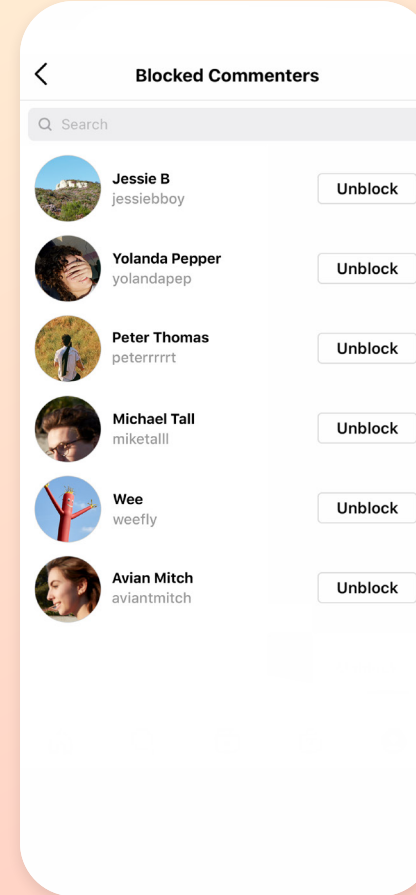 Blocked Commenters
Search
Jessie B
jessiebboy
Unblock
Yolanda Pepper
yolandapep
Unblock
Peter Thomas
peterrrrrt
Unblock
Michael Tall
miketalll
Unblock
Wee
weefly
Unblock
Avian Mitch
aviantmitch
Unblock